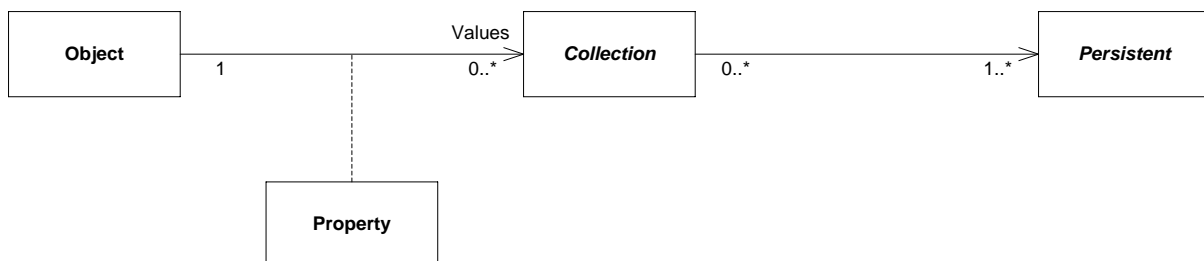 Values
Object
Collection
Persistent
1
0..*
0..*
1..*
Property